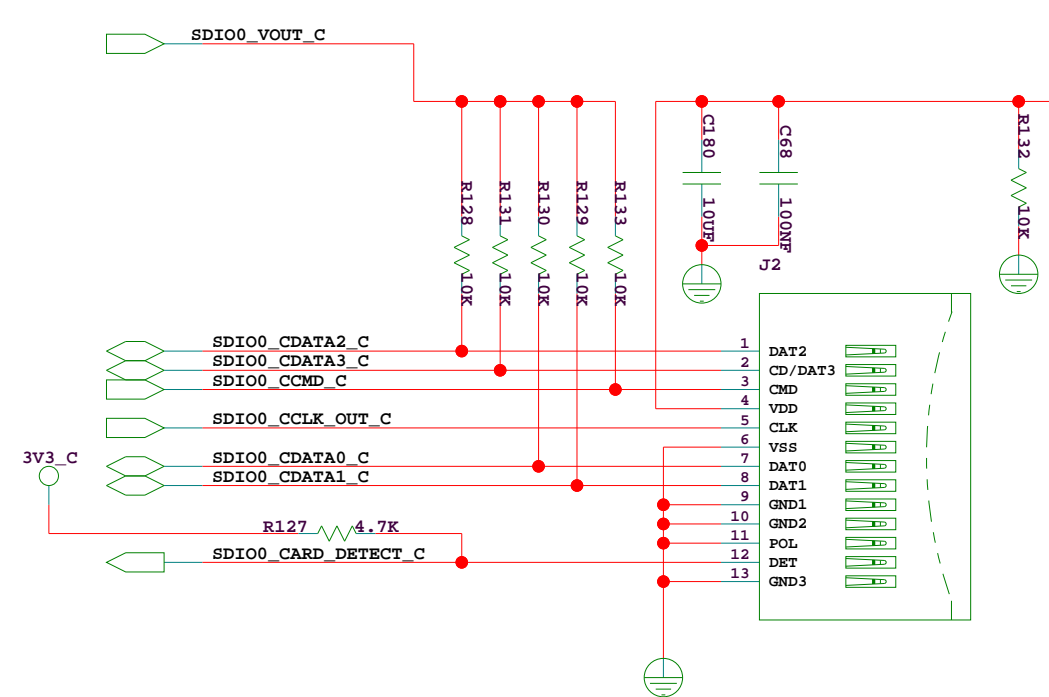 SDIO0_VOUT_C
C180
10UF
C68
100NF
R132
10K
R128
10K
R131
10K
R130
10K
R129
10K
R133
10K
J2
SDIO0_CDATA2_C
1 DAT2
SDIO0_CDATA3_C
2 CD/DAT3
SDIO0_CCMD_C
3 CMD
4 VDD
SDIO0_CCLK_OUT_C
5 CLK
6 VSS
3V3_C
SDIO0_CDATA0_C
7 DAT0
SDIO0_CDATA1_C
8 DAT1
9 GND1
10 GND2
R127 4.7K
11 POL
SDIO0_CARD_DETECT_C
12 DET
13 GND3